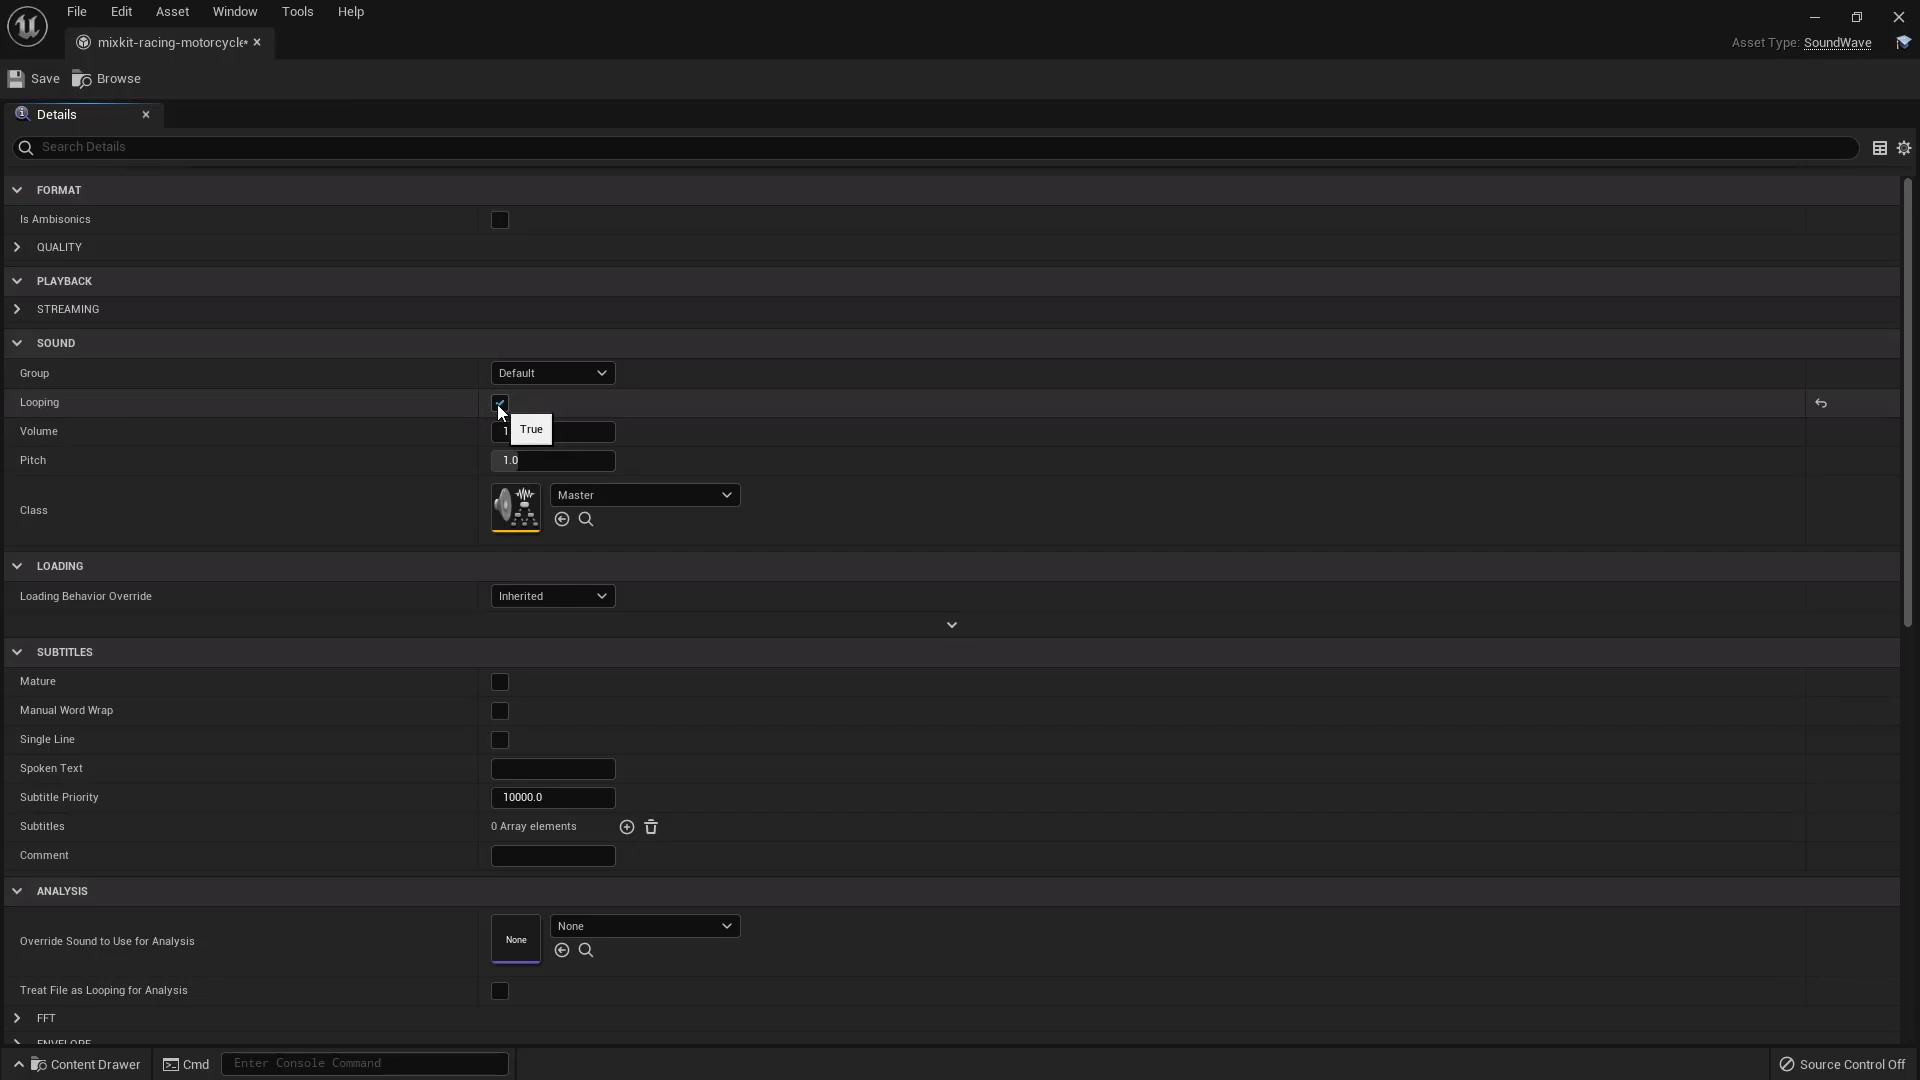 File Edit Asset Window Tools Help
mixkit-racing-motorcycle*
Asset Type: SoundWave
Save Browse
Details
Search Details
FORMAT
Is Ambisonics
QUALITY
PLAYBACK
STREAMING
SOUND
Group Default
Looping
True
Volume 1
Pitch 1.0
Class Master
LOADING
Loading Behavior Override Inherited
SUBTITLES
Mature
Manual Word Wrap
Single Line
Spoken Text
Subtitle Priority 10000.0
Subtitles 0 Array elements
Comment
ANALYSIS
Override Sound to Use for Analysis None None
Treat File as Looping for Analysis
FFT
ENVELOPE
Content Drawer Cmd Enter Console Command Source Control Off